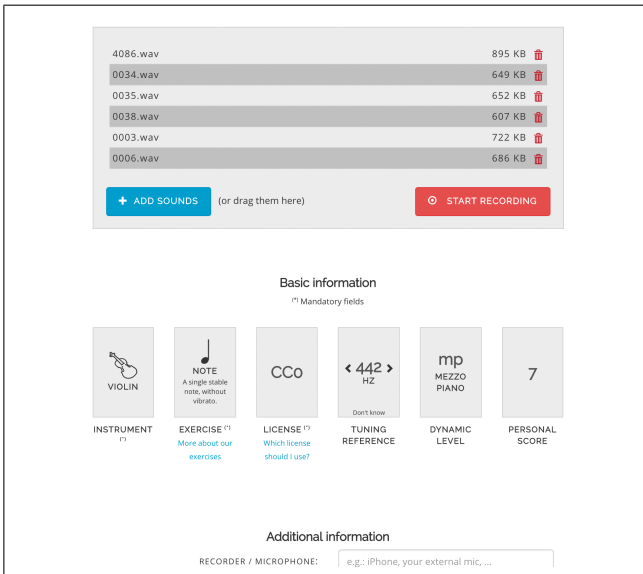 4086.wav 895 KB
0034.wav 649 KB
0035.wav 652 KB
0038.wav 607 KB
0003.wav 722 KB
0006.wav 686 KB
+ ADD SOUNDS (or drag them here) START RECORDING
Basic information
(*) Mandatory fields
VIOLIN
INSTRUMENT
(*)
NOTE
A single stable
note, without
vibrato.
EXERCISE (*)
More about our
exercises
CC0
LICENSE (*)
Which license
should I use?
< 442 >
HZ
Don't know
TUNING
REFERENCE
mp
MEZZO
PIANO
DYNAMIC
LEVEL
7
PERSONAL
SCORE
Additional information
RECORDER / MICROPHONE: e.g.: iPhone, your external mic, ...